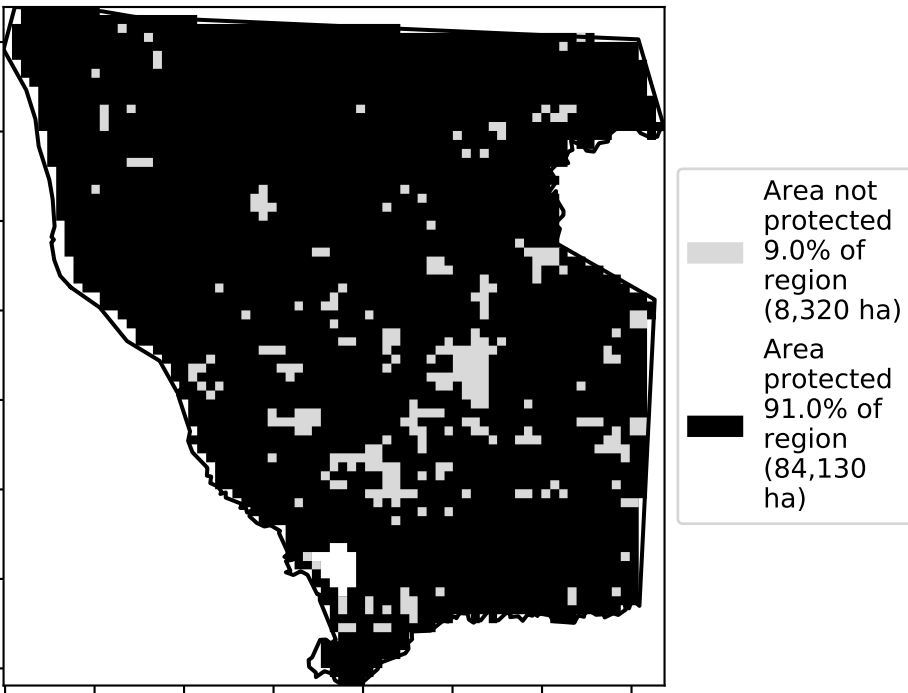 Area not
protected
9.0% of
region
(8,320 ha)
Area
protected
91.0% of
region
(84,130
ha)